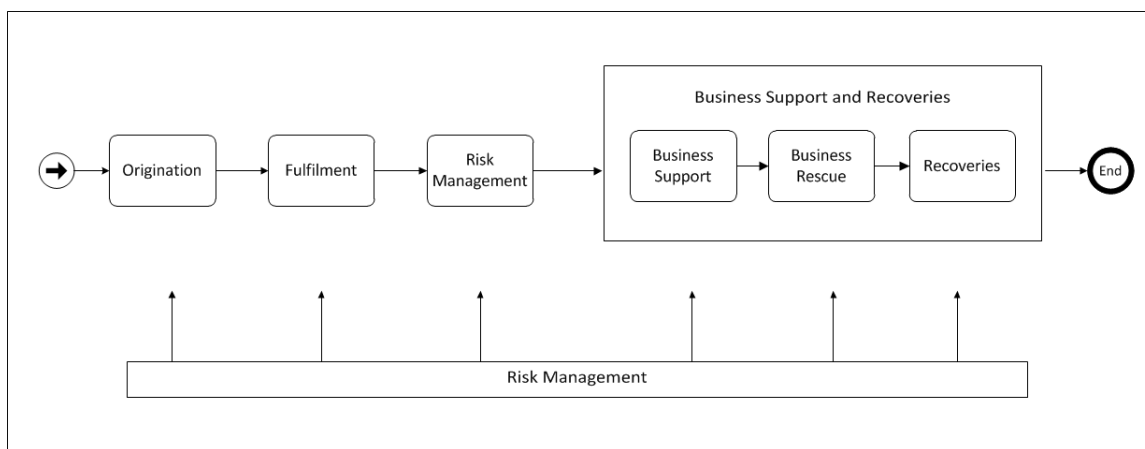 Business Support and Recoveries
Origination
Fulfilment
Risk
Management
Business
Support
Business
Rescue
Recoveries
End
Risk Management